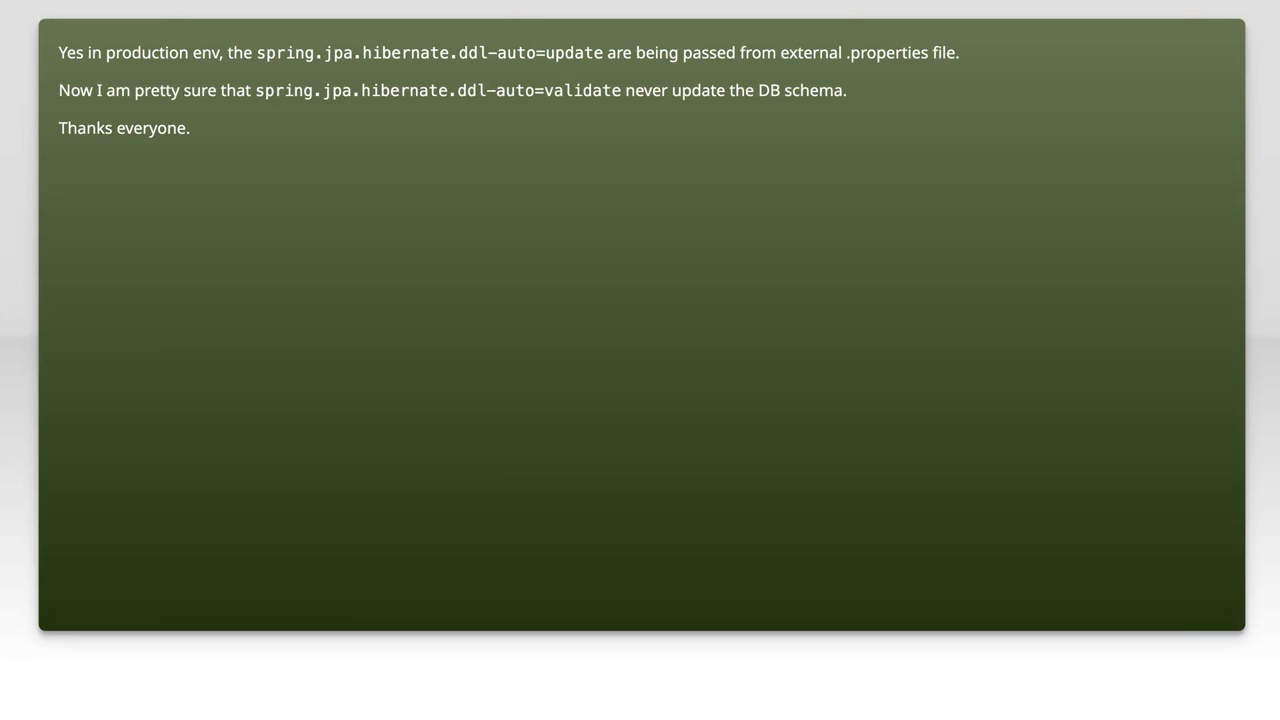 Yes in production env, the spring.jpa.hibernate.ddl-auto=update are being passed from external .properties file.
Now I am pretty sure that spring.jpa.hibernate.ddl-auto=validate never update the DB schema.
Thanks everyone.